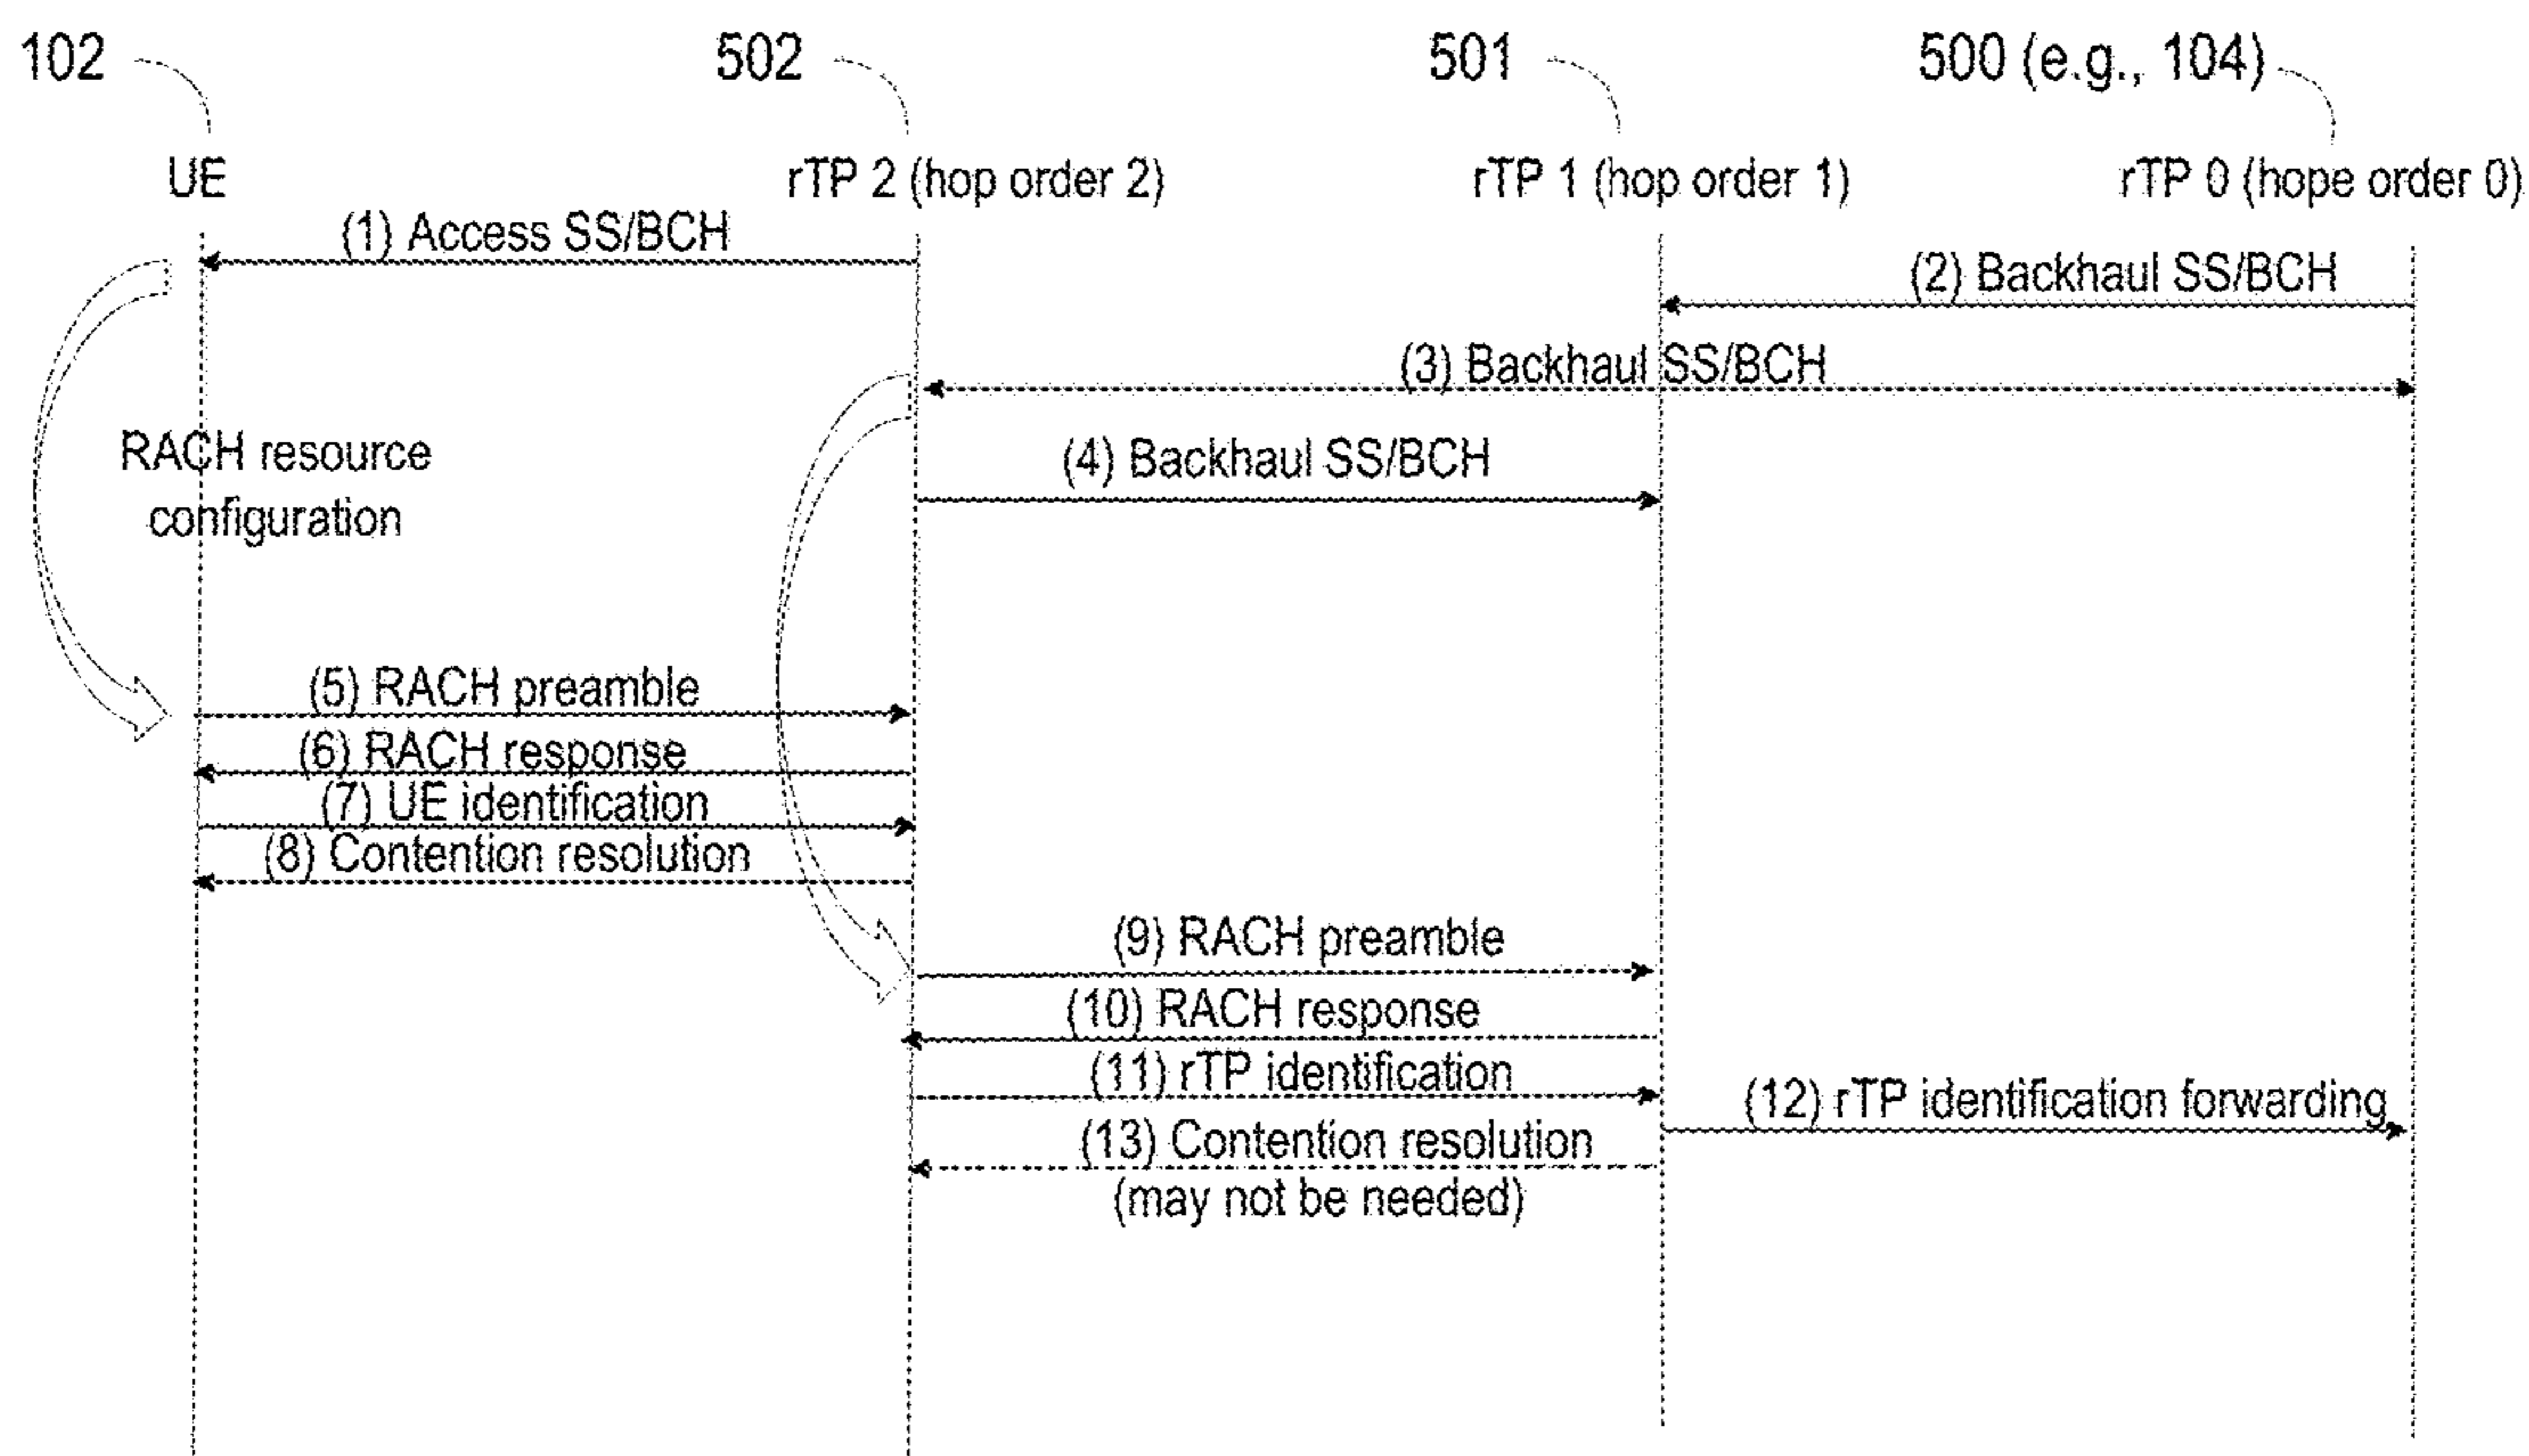 102
502
501
500 (e.g., 104)
UE
rTP 2 (hop order 2)
rTP 1 (hop order 1)
rTP 0 (hope order 0)
(1) Access SS/BCH
(2) Backhaul SS/BCH
(3) Backhaul SS/BCH
(4) Backhaul SS/BCH
RACH resource
configuration
(5) RACH preamble
(6) RACH response
(7) UE identification
(8) Contention resolution
(9) RACH preamble
(10) RACH response
(11) rTP identification
(12) rTP identification forwarding
(13) Contention resolution
(may not be needed)